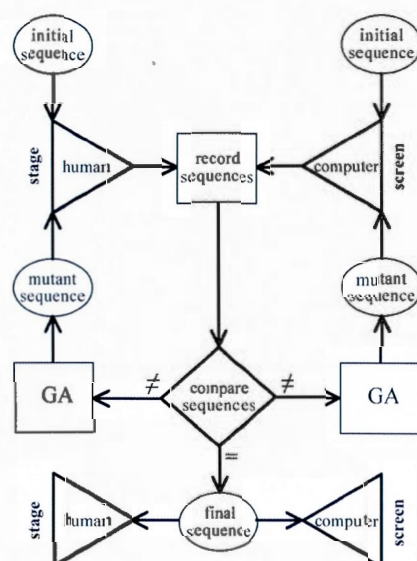 initial
sequence
initial
sequence
stage
human
record
sequences
computer
screen
mutant
sequence
mutant
sequence
GA
≠
compare
sequences
≠
GA
=
stage
human
final
sequence
computer
screen